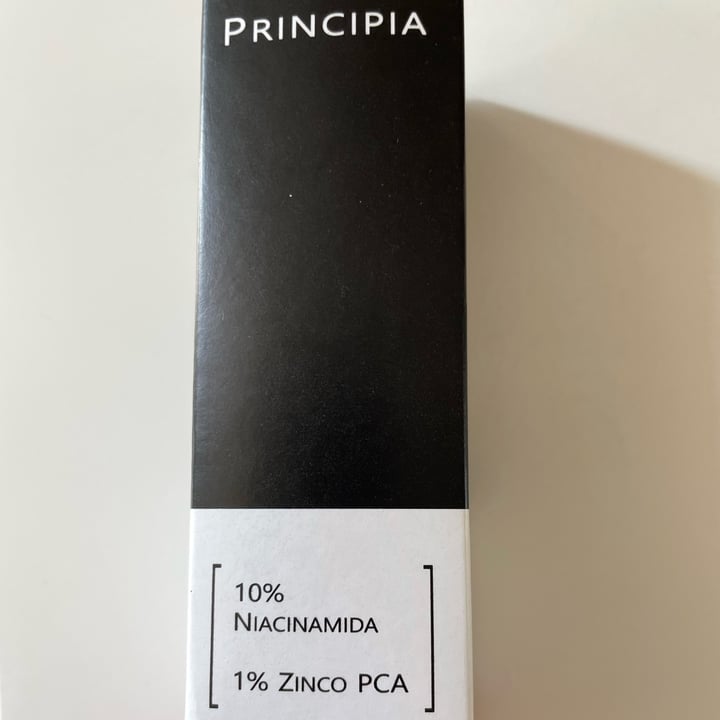 PRINCIPIA
10%
NIACINAMIDA
1% ZINCO PCA